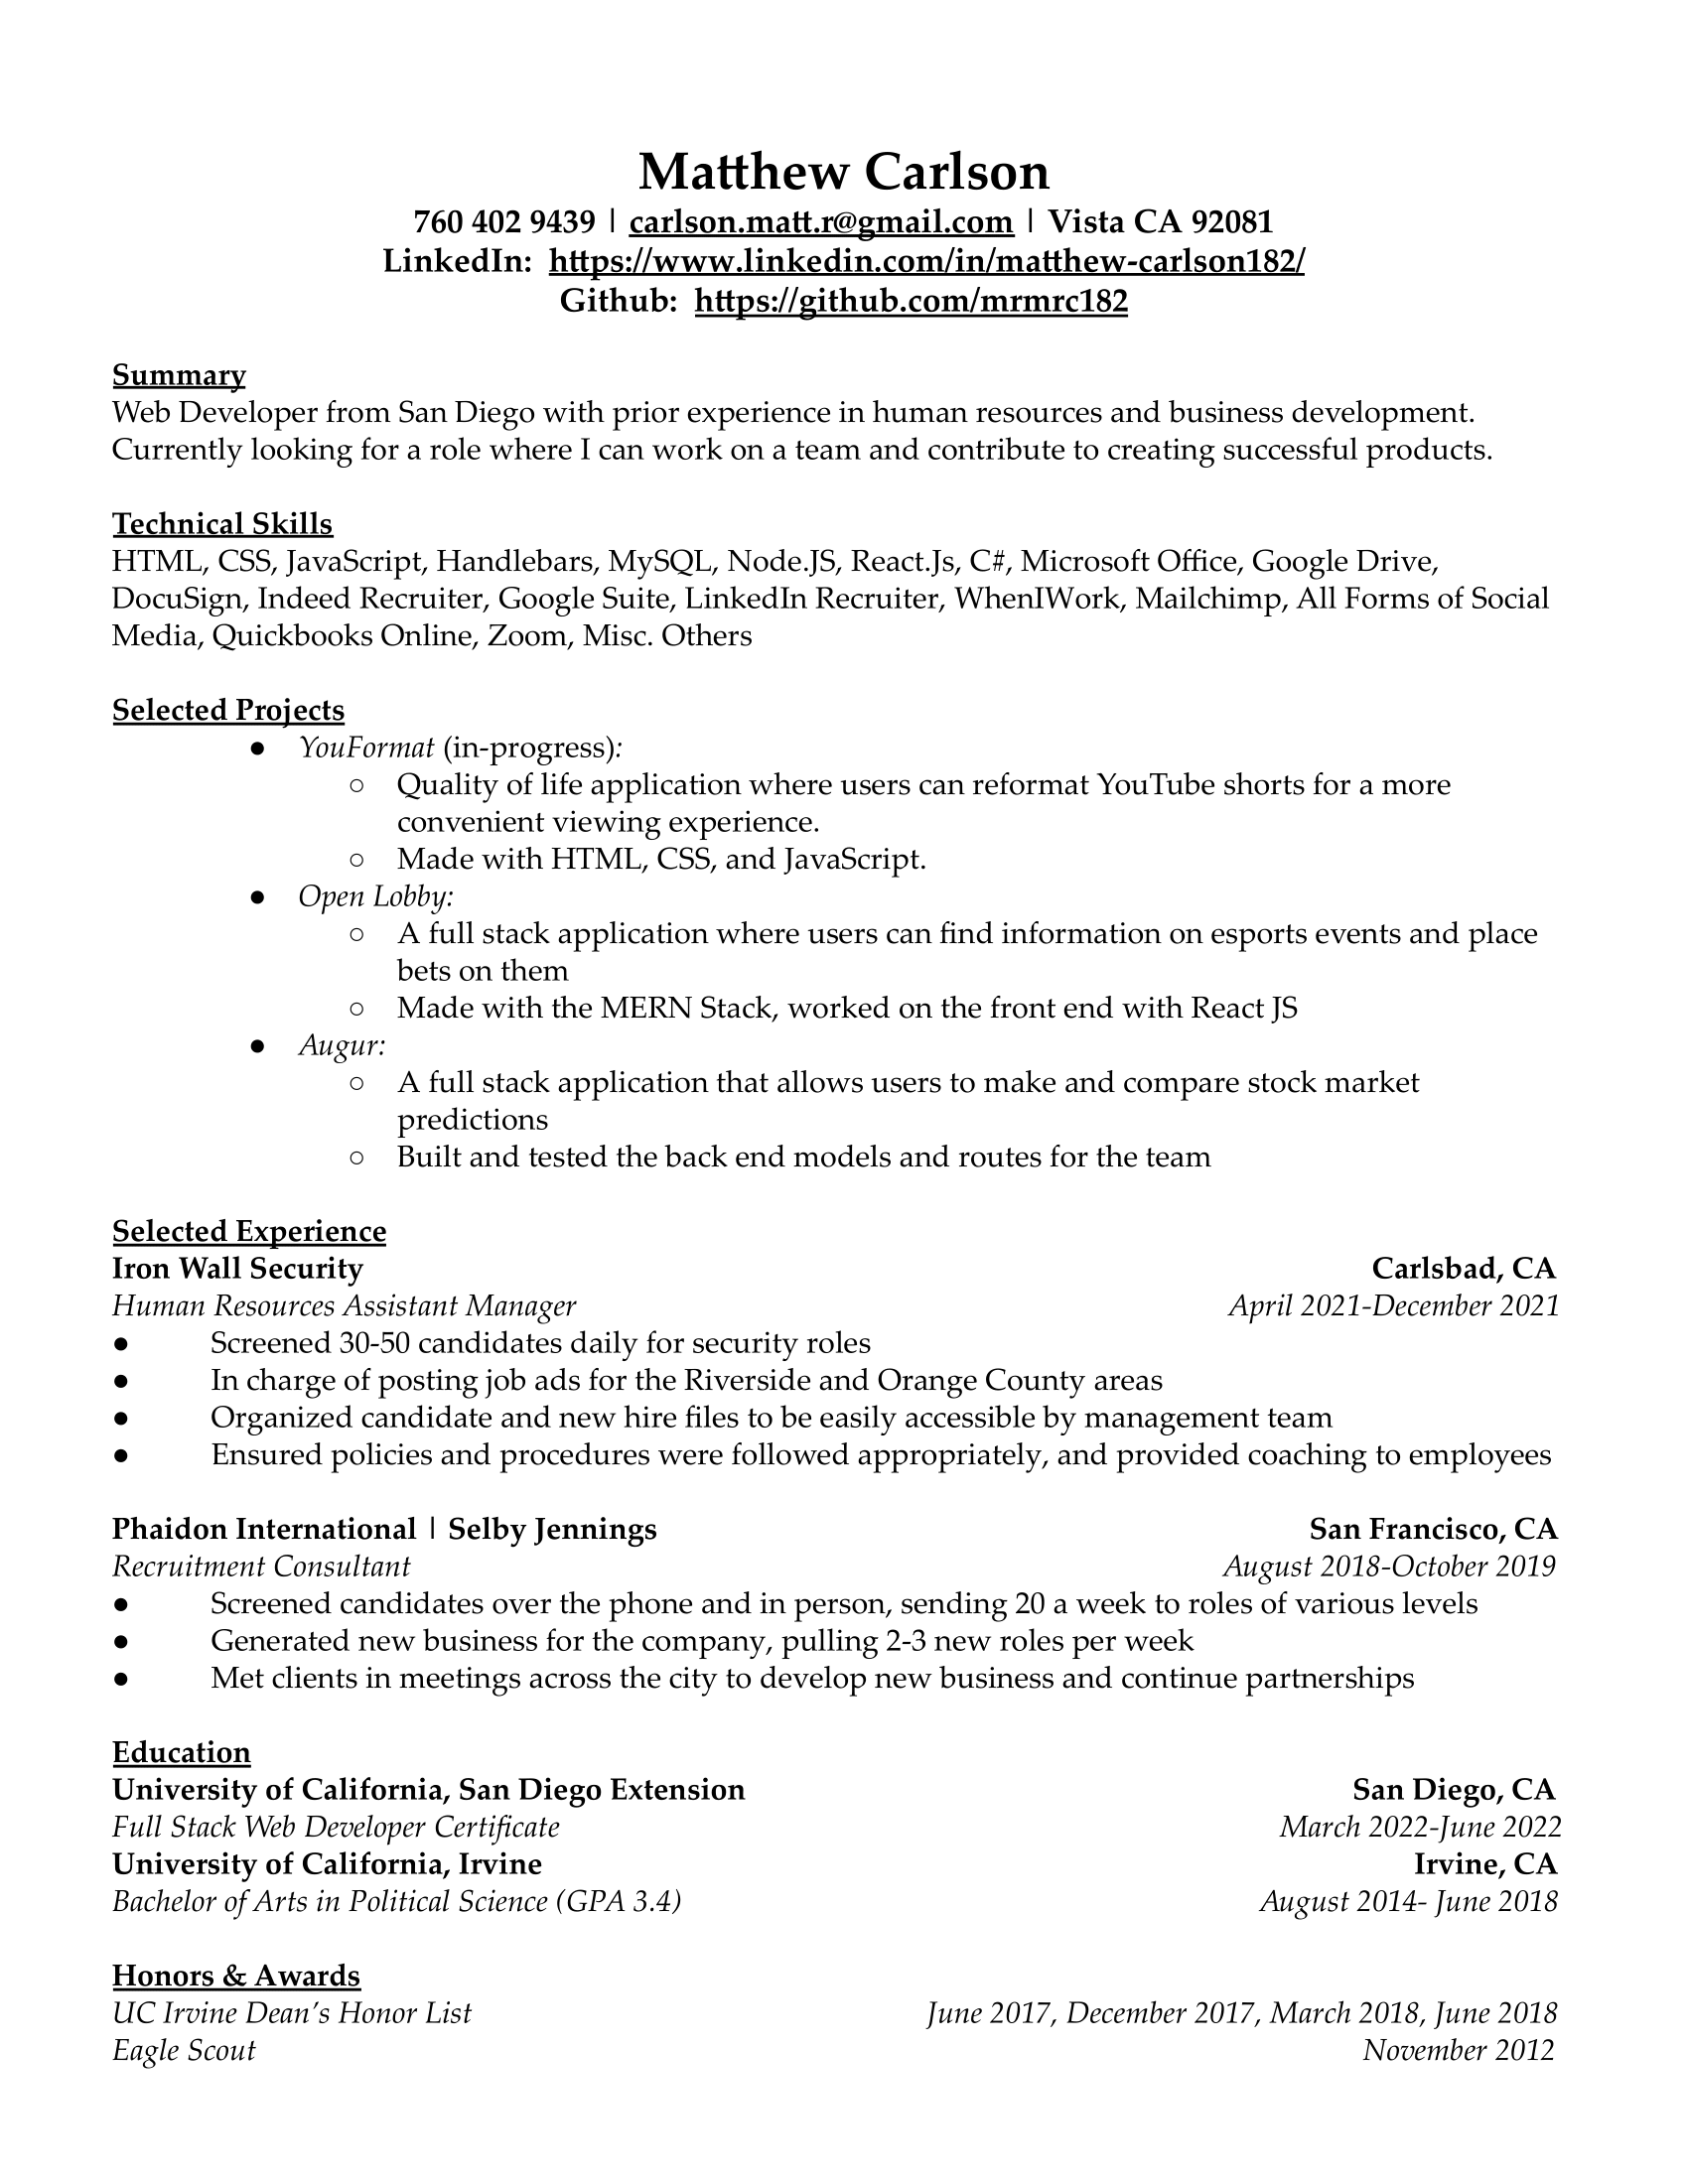 Matthew Carlson
760 402 9439 | carlson.matt.r@gmail.com | Vista CA 92081
LinkedIn: https://www.linkedin.com/in/matthew-carlson182/
Github: https://github.com/mrmrc182
Summary
Web Developer from San Diego with prior experience in human resources and business development.
Currently looking for a role where I can work on a team and contribute to creating successful products.
Technical Skills
HTML, CSS, JavaScript, Handlebars, MySQL, Node.JS, React.Js, C#, Microsoft Office, Google Drive,
DocuSign, Indeed Recruiter, Google Suite, LinkedIn Recruiter, WhenIWork, Mailchimp, All Forms of Social
Media, Quickbooks Online, Zoom, Misc. Others
Selected Projects
● YouFormat (in-progress):
○ Quality of life application where users can reformat YouTube shorts for a more
convenient viewing experience.
○ Made with HTML, CSS, and JavaScript.
● Open Lobby:
○ A full stack application where users can find information on esports events and place
bets on them
○ Made with the MERN Stack, worked on the front end with React JS
● Augur:
○ A full stack application that allows users to make and compare stock market
predictions
○ Built and tested the back end models and routes for the team
Selected Experience
Iron Wall Security Carlsbad, CA
Human Resources Assistant Manager April 2021-December 2021
● Screened 30-50 candidates daily for security roles
● In charge of posting job ads for the Riverside and Orange County areas
● Organized candidate and new hire files to be easily accessible by management team
● Ensured policies and procedures were followed appropriately, and provided coaching to employees
Phaidon International | Selby Jennings San Francisco, CA
Recruitment Consultant August 2018-October 2019
● Screened candidates over the phone and in person, sending 20 a week to roles of various levels
● Generated new business for the company, pulling 2-3 new roles per week
● Met clients in meetings across the city to develop new business and continue partnerships
Education
University of California, San Diego Extension San Diego, CA
Full Stack Web Developer Certificate March 2022-June 2022
University of California, Irvine Irvine, CA
Bachelor of Arts in Political Science (GPA 3.4) August 2014- June 2018
Honors & Awards
UC Irvine Dean's Honor List June 2017, December 2017, March 2018, June 2018
Eagle Scout November 2012